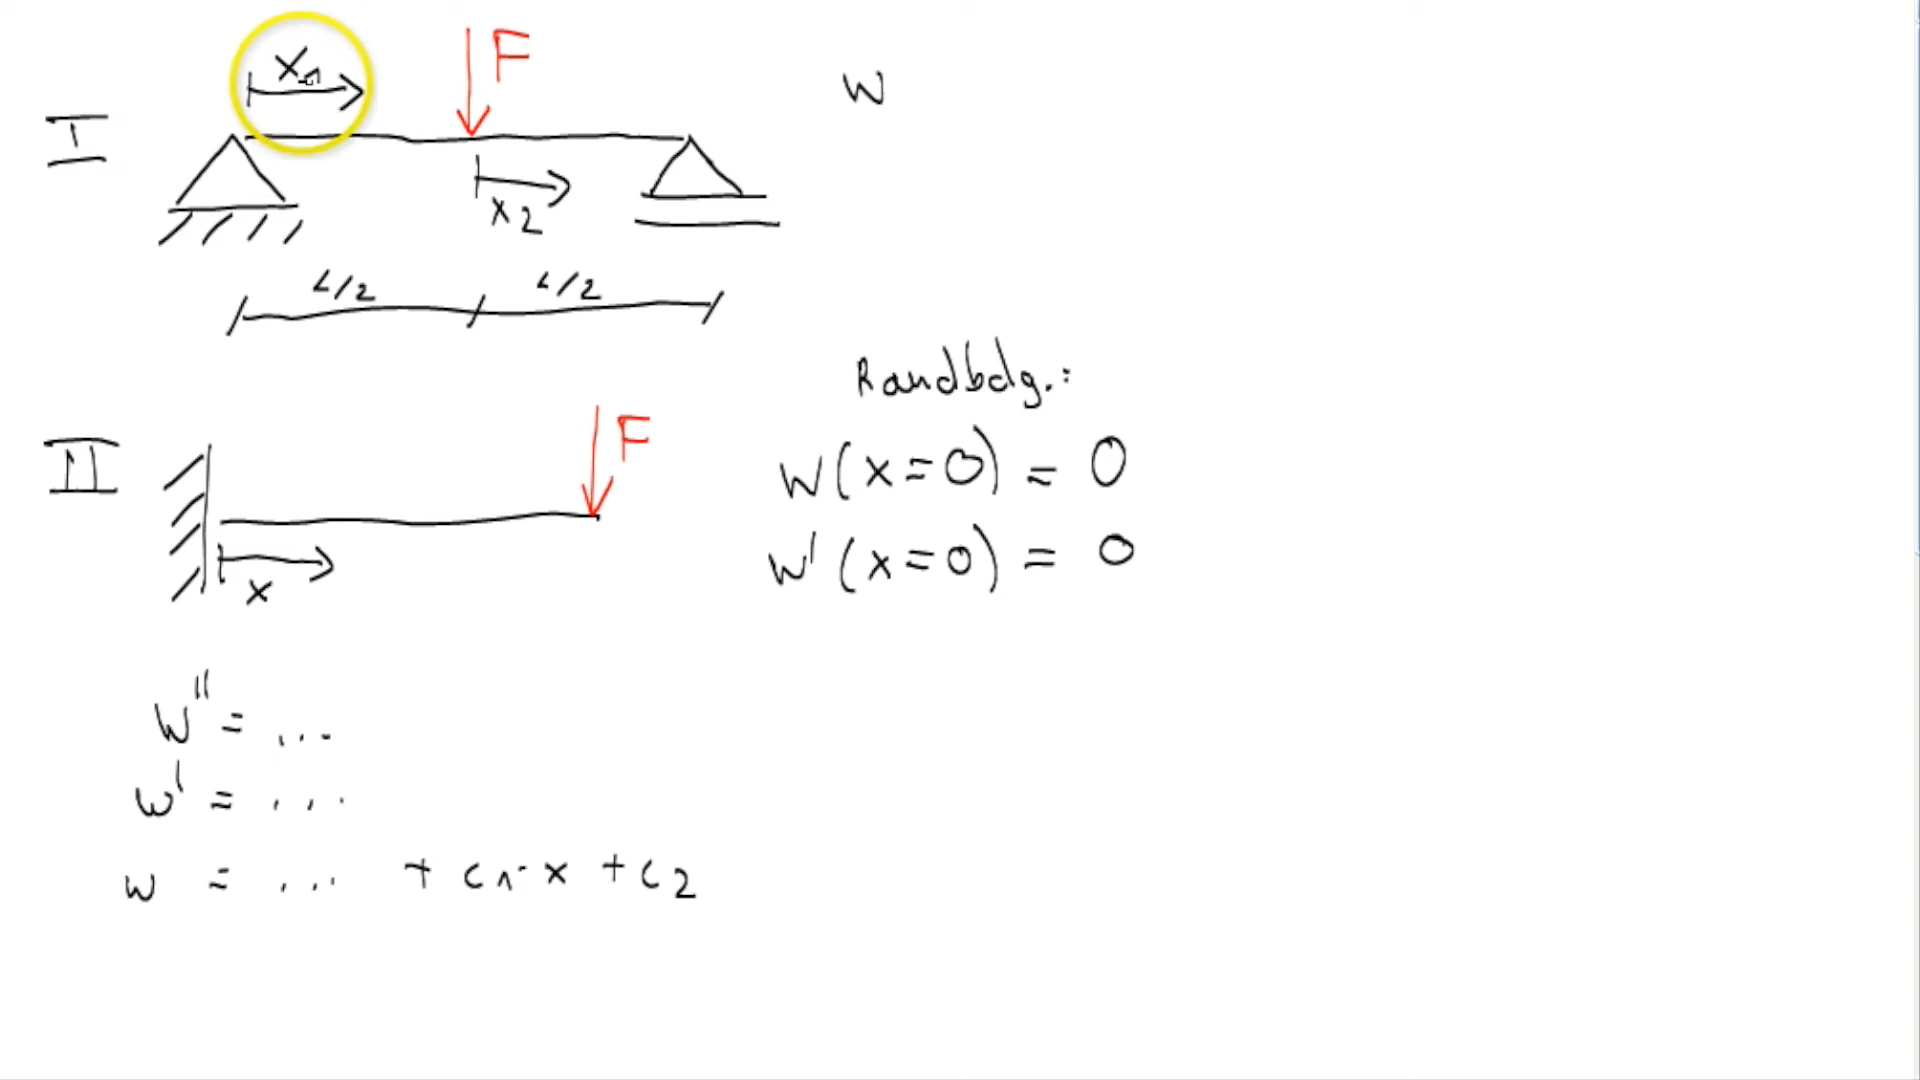 x1
F
w
I
x2
L/2 L/2
Randbdg.:
II
F
w(x=0) = 0
w'(x=0) = 0
x
w'' = ...
w' = ...
w = ... + c1·x + c2